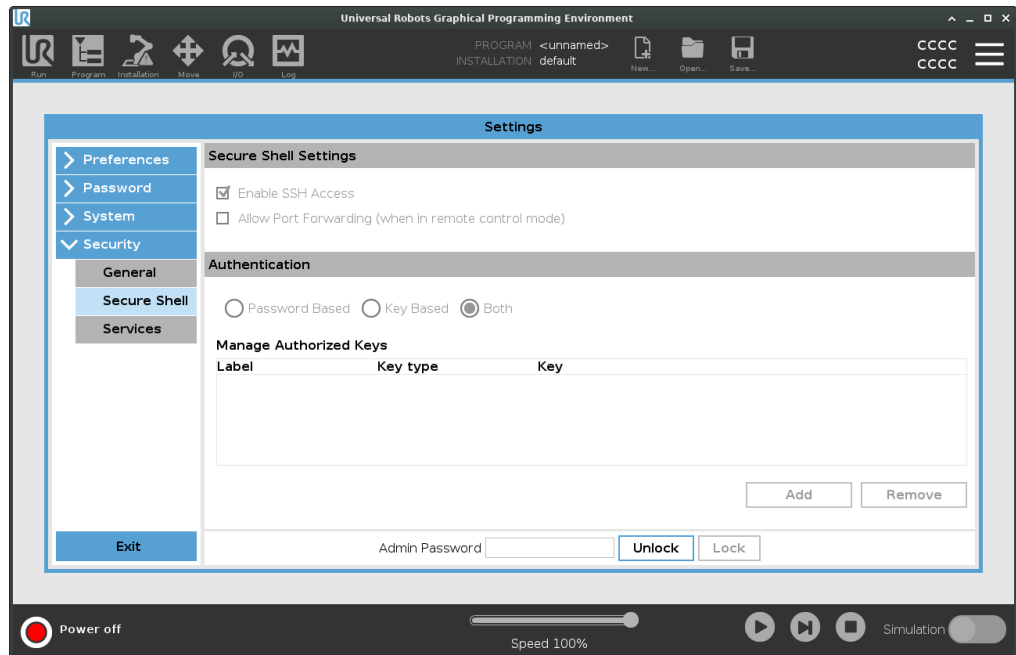 Universal Robots Graphical Programming Environment
UR
Run
Program
Installation
Move
I/O
Log
PROGRAM <unnamed>
INSTALLATION default
New...
Open...
Save...
CCCC
CCCC
Settings
Preferences
Password
System
Security
General
Secure Shell
Services
Exit
Secure Shell Settings
Enable SSH Access
Allow Port Forwarding (when in remote control mode)
Authentication
Password Based Key Based Both
Manage Authorized Keys
Label Key type Key
Add Remove
Admin Password Unlock Lock
Power off
Speed 100%
Simulation